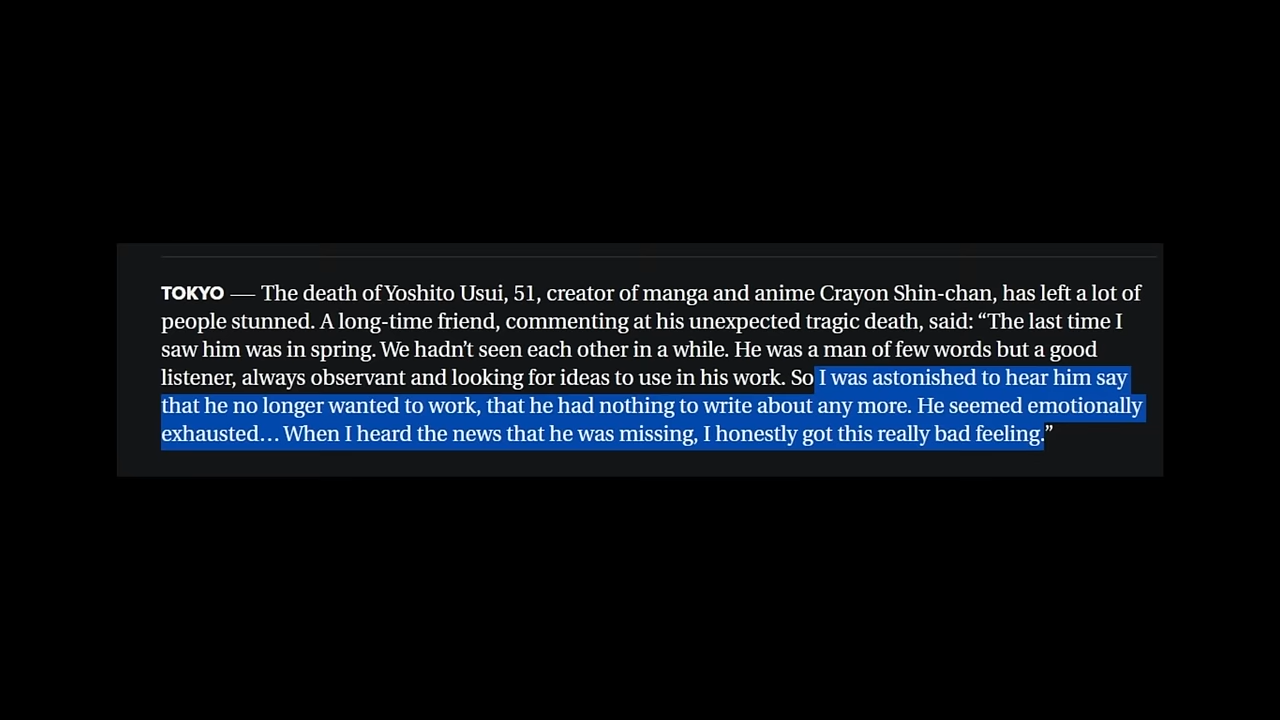 TOKYO — The death of Yoshito Usui, 51, creator of manga and anime Crayon Shin-chan, has left a lot of
people stunned. A long-time friend, commenting at his unexpected tragic death, said: “The last time I
saw him was in spring. We hadn’t seen each other in a while. He was a man of few words but a good
listener, always observant and looking for ideas to use in his work. So I was astonished to hear him say
that he no longer wanted to work, that he had nothing to write about any more. He seemed emotionally
exhausted… When I heard the news that he was missing, I honestly got this really bad feeling.”